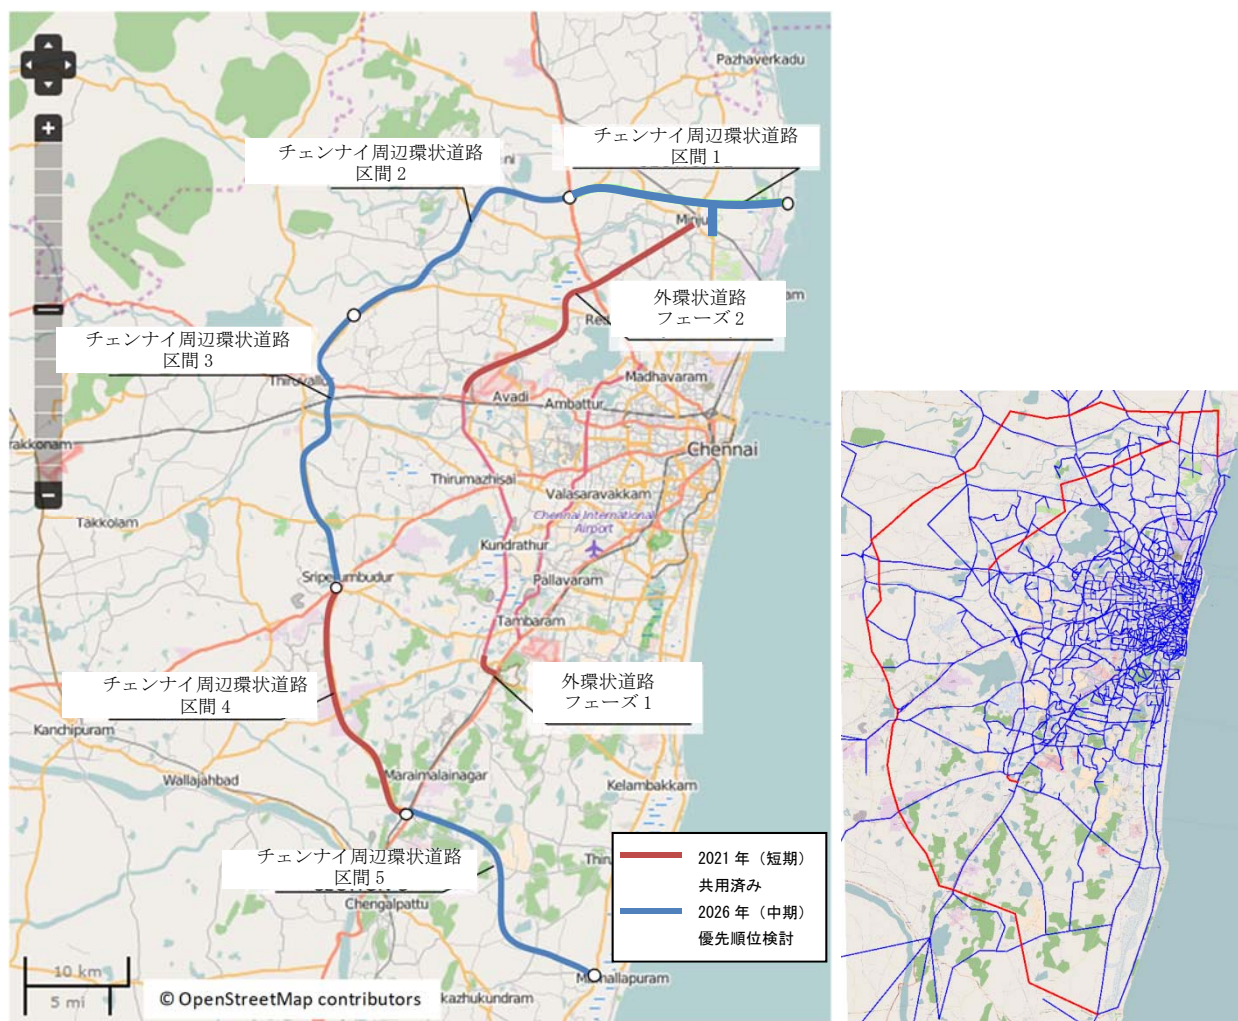 Pazhaverkadu
チェンナイ周辺環状道路
区間 1
チェンナイ周辺環状道路
区間 2
外環状道路
フェーズ 2
チェンナイ周辺環状道路
区間 3
Madhavaram
Avadi
Ambattur
Chennai
Thirumazhisai
Valasaravakkam
Chennai International
Airport
Takkolam
Kundrathur
Pallavaram
Tambaram
チェンナイ周辺環状道路
区間 4
外環状道路
フェーズ 1
Kanchipuram
Wallajahbad
Maraimalainagar
Kelambakkam
チェンナイ周辺環状道路
区間 5
Chengalpattu
2021 年（短期）
共用済み
2026 年（中期）
優先順位検討
10 km
5 mi
© OpenStreetMap contributors